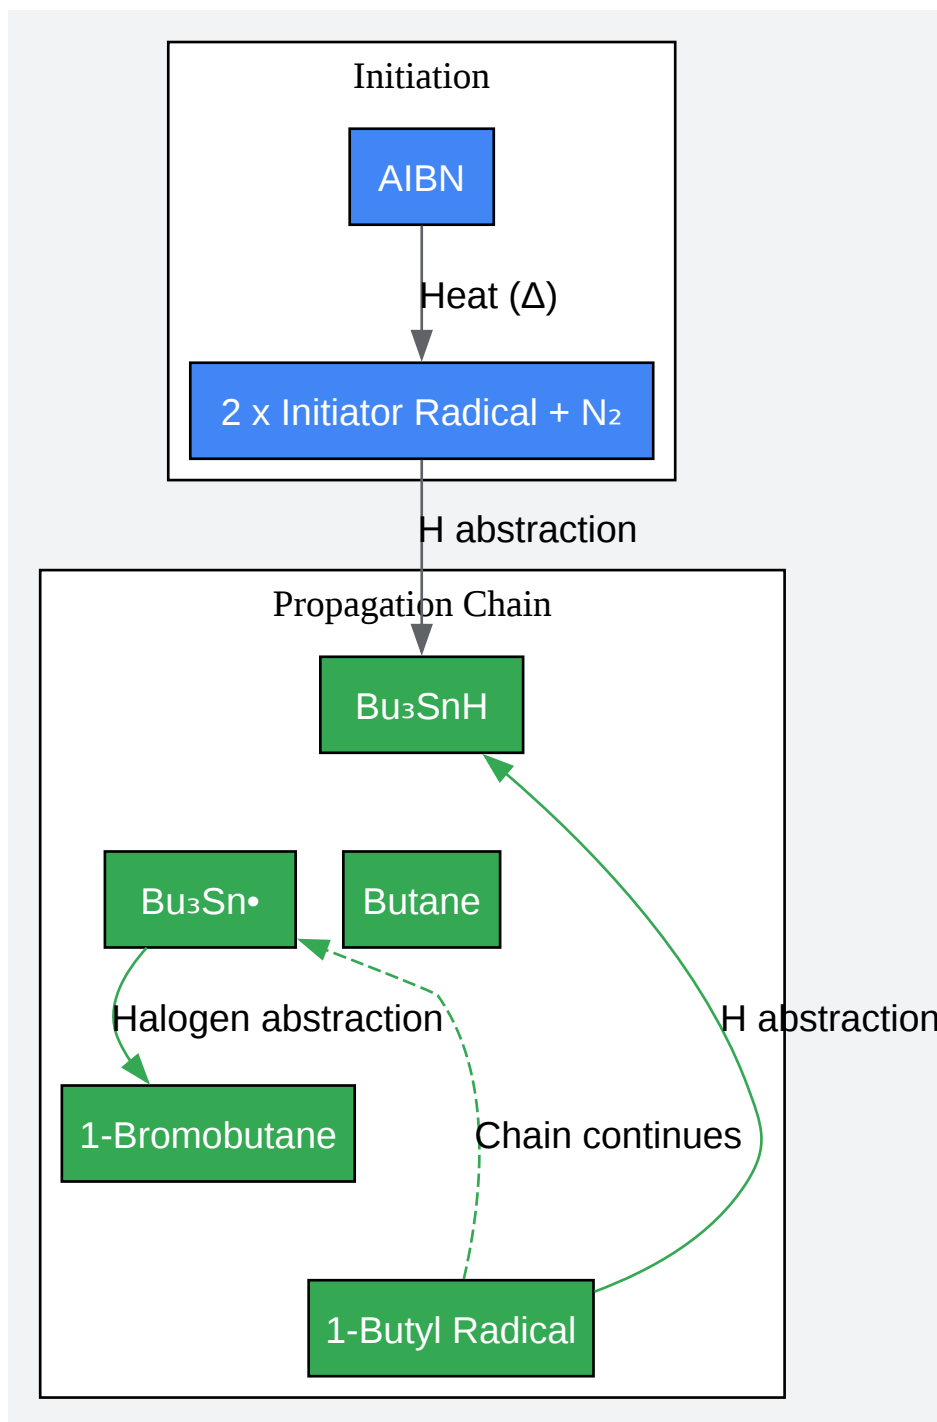 Initiation
AIBN
Heat (Δ)
2 x Initiator Radical + N₂
H abstraction
Propagation Chain
Bu₃SnH
Bu₃Sn•
Butane
Halogen abstraction
H abstraction
1-Bromobutane
Chain continues
1-Butyl Radical